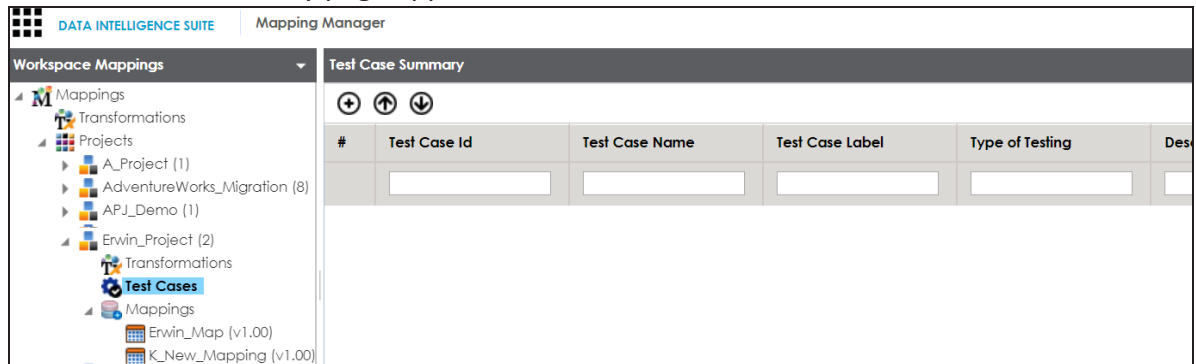 DATA INTELLIGENCE SUITE Mapping Manager
Workspace Mappings Test Case Summary
Mappings
Transformations
Projects
A_Project (1)
AdventureWorks_Migration (8)
APJ_Demo (1)
Erwin_Project (2)
Transformations
Test Cases
Mappings
Erwin_Map (v1.00)
K_New_Mapping (v1.00)
# Test Case Id Test Case Name Test Case Label Type of Testing Desc